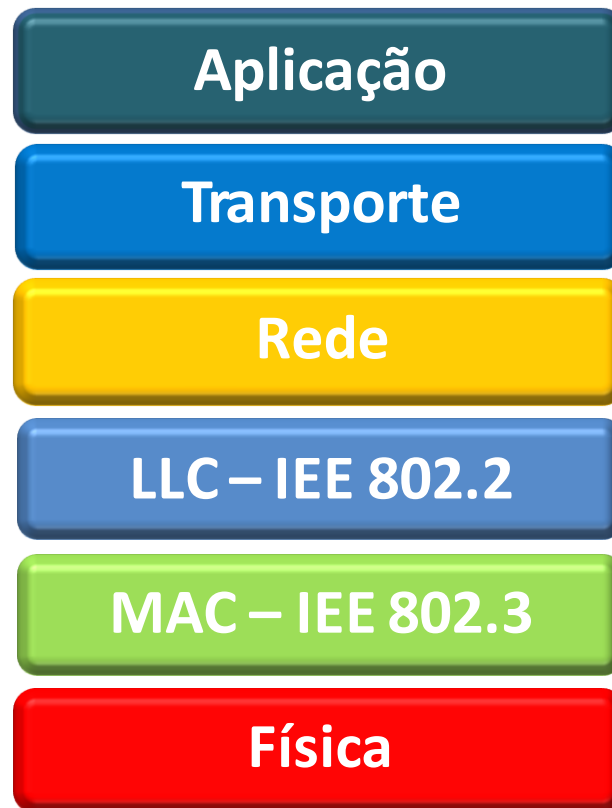 Aplicação
Transporte
Rede
LLC – IEE 802.2
MAC – IEE 802.3
Física